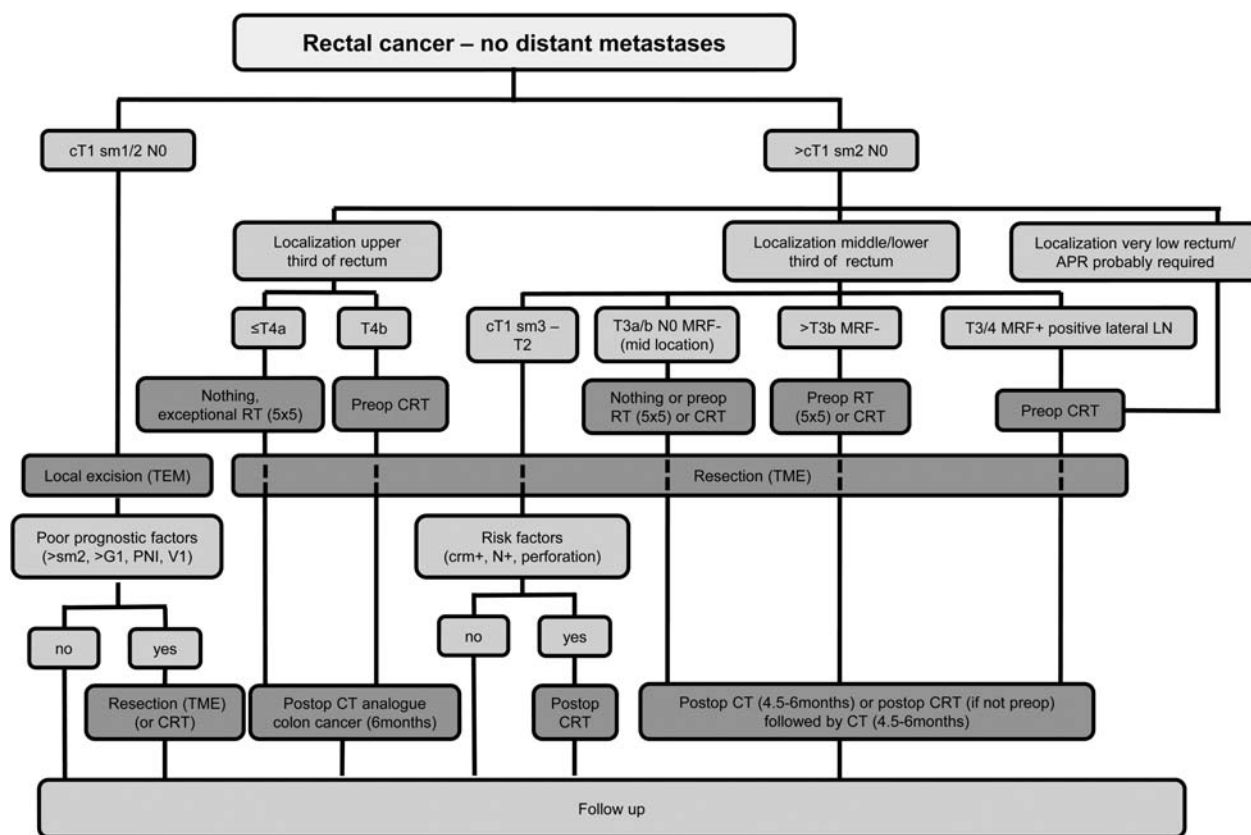 Rectal cancer – no distant metastases
cT1 sm1/2 N0
>cT1 sm2 N0
Localization upper
third of rectum
Localization middle/lower
third of rectum
Localization very low rectum/
APR probably required
≤T4a
T4b
cT1 sm3 –
T2
T3a/b N0 MRF-
(mid location)
>T3b MRF-
T3/4 MRF+ positive lateral LN
Nothing,
exceptional RT (5x5)
Preop CRT
Nothing or preop
RT (5x5) or CRT
Preop RT
(5x5) or CRT
Preop CRT
Local excision (TEM)
Resection (TME)
Poor prognostic factors
(>sm2, >G1, PNI, V1)
Risk factors
(crm+, N+, perforation)
no
yes
no
yes
Resection (TME)
(or CRT)
Postop CT analogue
colon cancer (6months)
Postop
CRT
Postop CT (4.5-6months) or postop CRT (if not preop)
followed by CT (4.5-6months)
Follow up